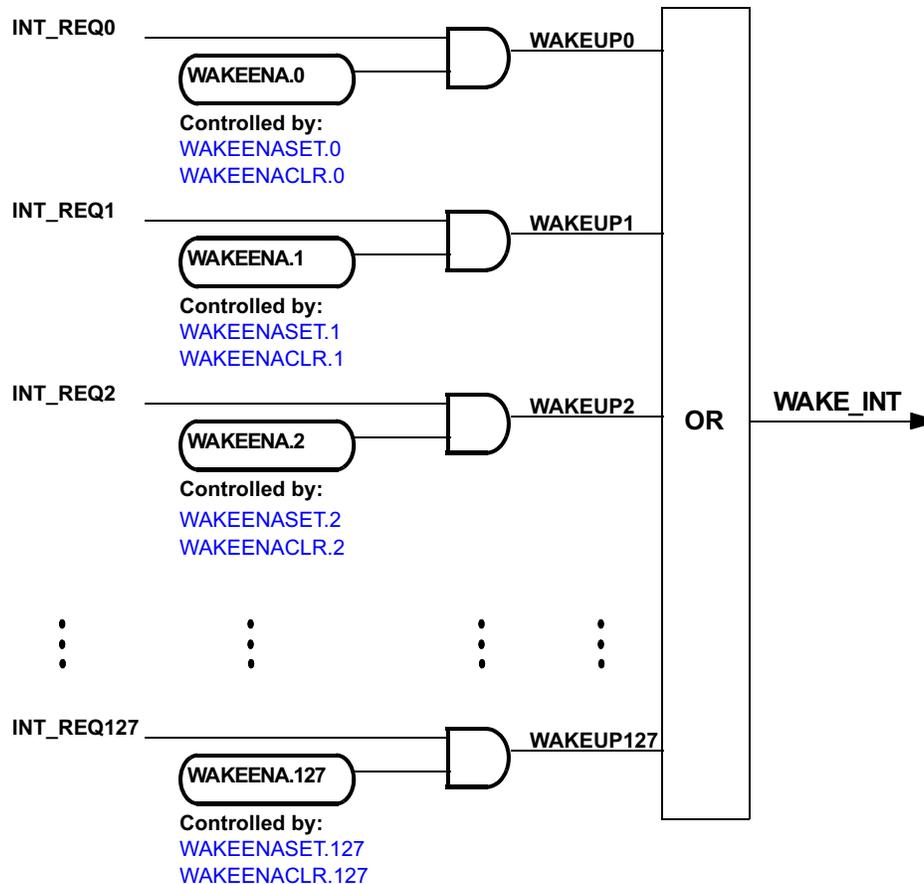 INT_REQ0
WAKEUP0
WAKEENA.0
Controlled by:
WAKEENASET.0
WAKEENACLR.0
INT_REQ1
WAKEUP1
WAKEENA.1
Controlled by:
WAKEENASET.1
WAKEENACLR.1
INT_REQ2
WAKEUP2
WAKEENA.2
Controlled by:
WAKEENASET.2
WAKEENACLR.2
OR
WAKE_INT
INT_REQ127
WAKEUP127
WAKEENA.127
Controlled by:
WAKEENASET.127
WAKEENACLR.127